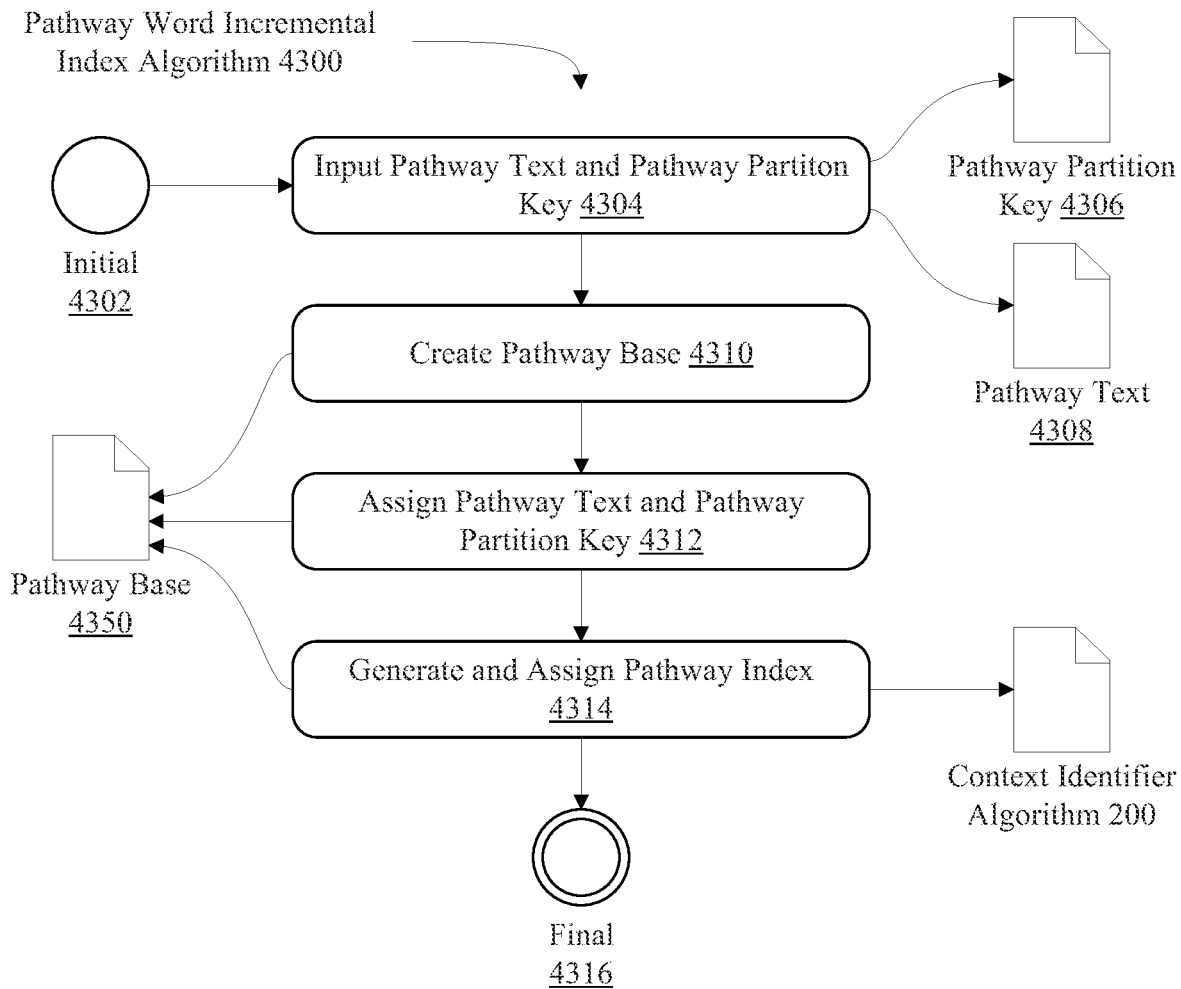 Pathway Word Incremental
Index Algorithm 4300
Input Pathway Text and Pathway Partiton
Key 4304
Pathway Partition
Key 4306
Initial
4302
Create Pathway Base 4310
Pathway Text
4308
Assign Pathway Text and Pathway
Partition Key 4312
Pathway Base
4350
Generate and Assign Pathway Index
4314
Context Identifier
Algorithm 200
Final
4316